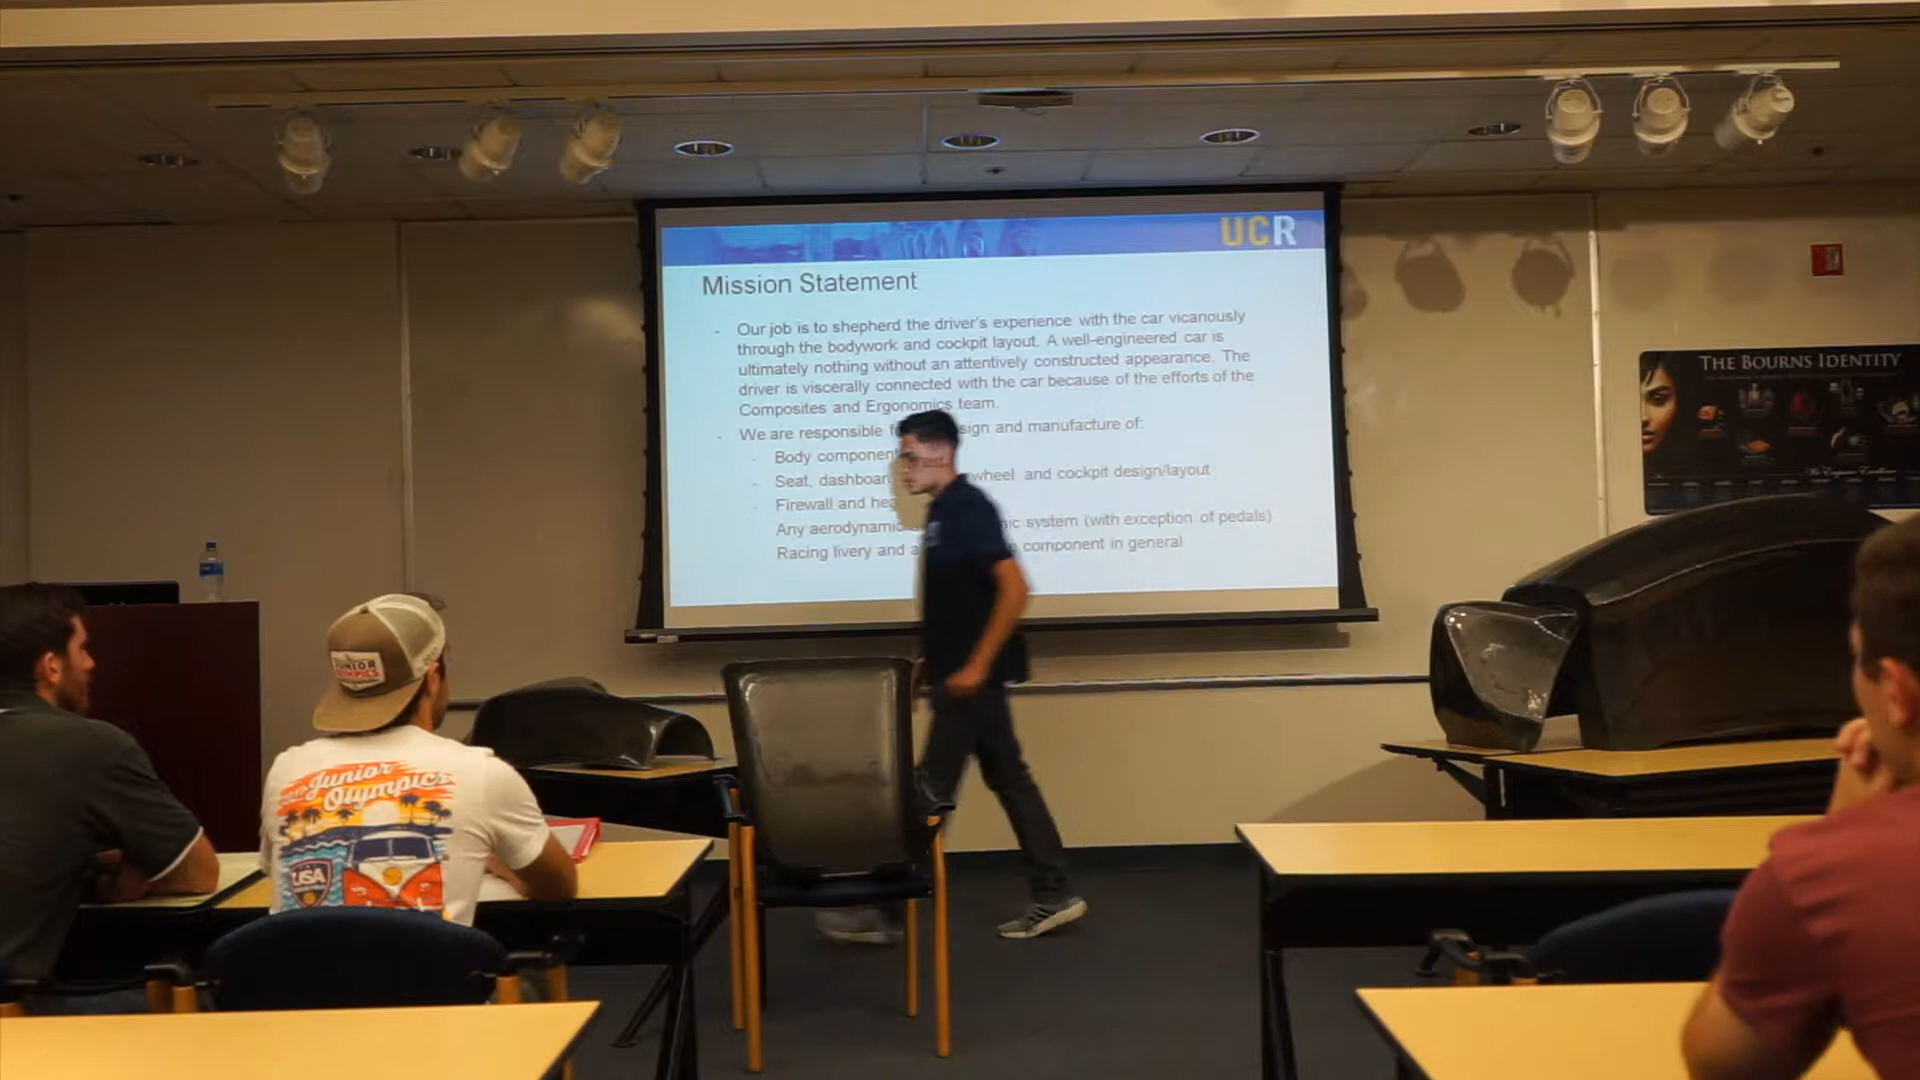 UCR
Mission Statement
- Our job is to shepherd the driver's experience with the car vicariously
through the bodywork and cockpit layout. A well-engineered car is
ultimately nothing without an attentively constructed appearance. The
driver is viscerally connected with the car because of the efforts of the
Composites and Ergonomics team.
- We are responsible sign and manufacture of:
- Body componen
- Seat, dashboar wheel and cockpit design/layout
- Firewall and hea
Any aerodynamic ic system (with exception of pedals)
Racing livery and a component in general
THE BOURNS IDENTITY
JUNIOR
OLYMPICS
Junior
Olympics
USA